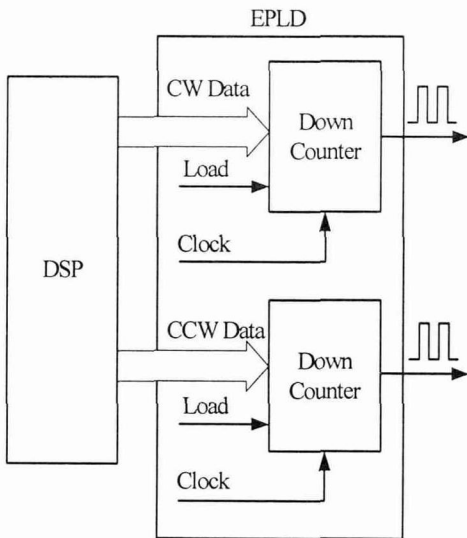 EPLD
CW Data
Down
Counter
Load
Clock
DSP
CCW Data
Down
Counter
Load
Clock